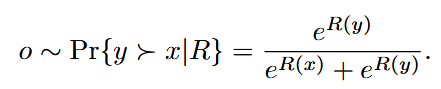 o ∼ Pr{y ≻ x|R} = e^{R(y)} / (e^{R(x)} + e^{R(y)}).